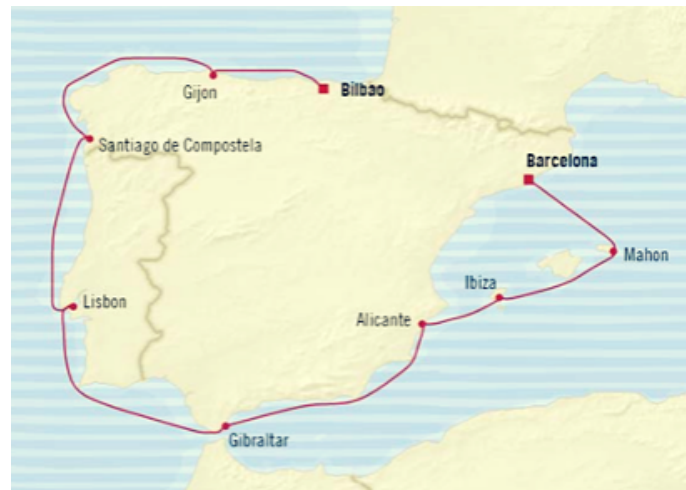 Gijon
Bilbao
Santiago de Compostela
Barcelona
Mahon
Ibiza
Lisbon
Alicante
Gibraltar